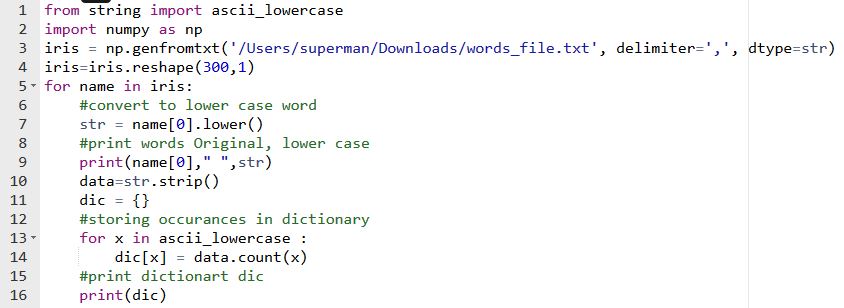 1 from string import ascii_lowercase
2 import numpy as np
3 iris = np.genfromtxt('/Users/superman/Downloads/words_file.txt', delimiter=',', dtype=str)
4 iris=iris.reshape(300,1)
5 for name in iris:
6     #convert to lower case word
7     str = name[0].lower()
8     #print words Original, lower case
9     print(name[0]," ",str)
10     data=str.strip()
11     dic = {}
12     #storing occurances in dictionary
13     for x in ascii_lowercase :
14         dic[x] = data.count(x)
15     #print dictionart dic
16     print(dic)